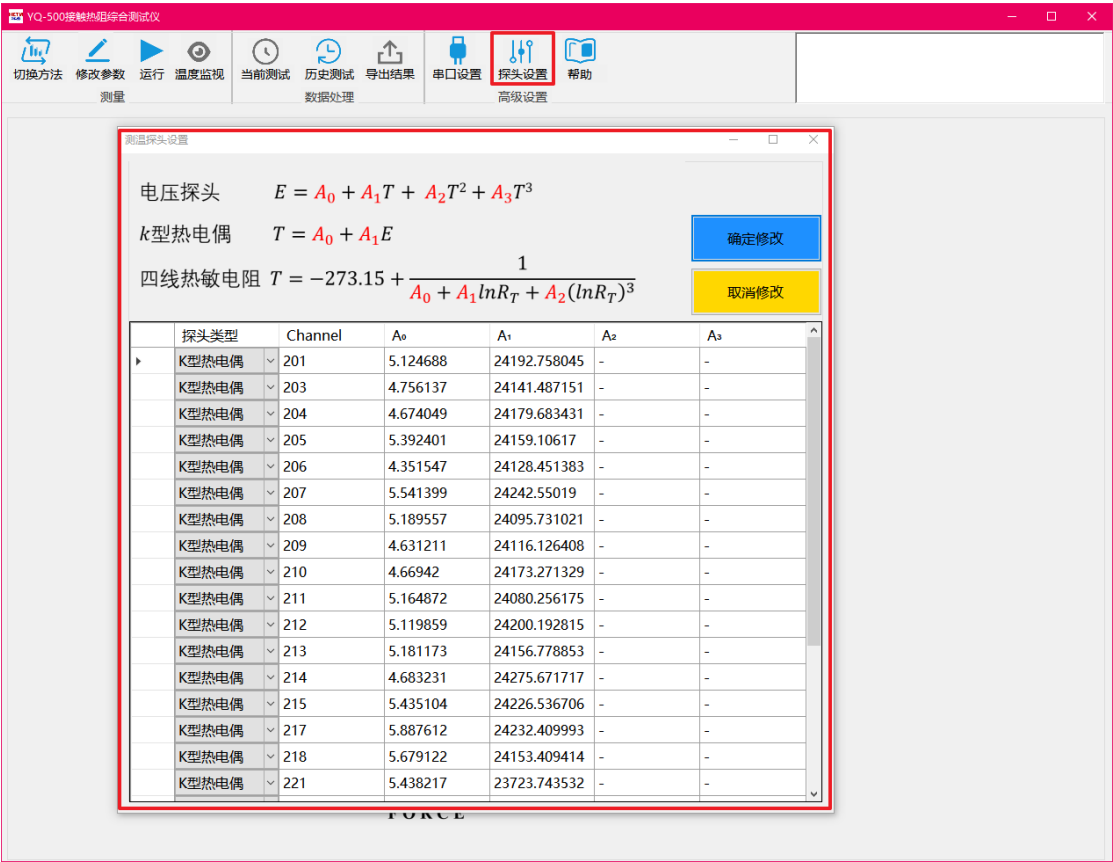 YQ-500接触热阻综合测试仪
切换方法 修改参数 运行 温度监视 当前测试 历史测试 导出结果 串口设置 探头设置 帮助
测量 数据处理 高级设置
测温探头设置
电压探头 E = A₀ + A₁T + A₂T² + A₃T³
k型热电偶 T = A₀ + A₁E
确定修改
四线热敏电阻 T = −273.15 + 1/(A₀ + A₁lnR_T + A₂(lnR_T)³)
取消修改
探头类型 Channel A₀ A₁ A₂ A₃
K型热电偶 201 5.124688 24192.758045 - -
K型热电偶 203 4.756137 24141.487151 - -
K型热电偶 204 4.674049 24179.683431 - -
K型热电偶 205 5.392401 24159.10617 - -
K型热电偶 206 4.351547 24128.451383 - -
K型热电偶 207 5.541399 24242.55019 - -
K型热电偶 208 5.189557 24095.731021 - -
K型热电偶 209 4.631211 24116.126408 - -
K型热电偶 210 4.66942 24173.271329 - -
K型热电偶 211 5.164872 24080.256175 - -
K型热电偶 212 5.119859 24200.192815 - -
K型热电偶 213 5.181173 24156.778853 - -
K型热电偶 214 4.683231 24275.671717 - -
K型热电偶 215 5.435104 24226.536706 - -
K型热电偶 217 5.887612 24232.409993 - -
K型热电偶 218 5.679122 24153.409414 - -
K型热电偶 221 5.438217 23723.743532 - -
FORCE